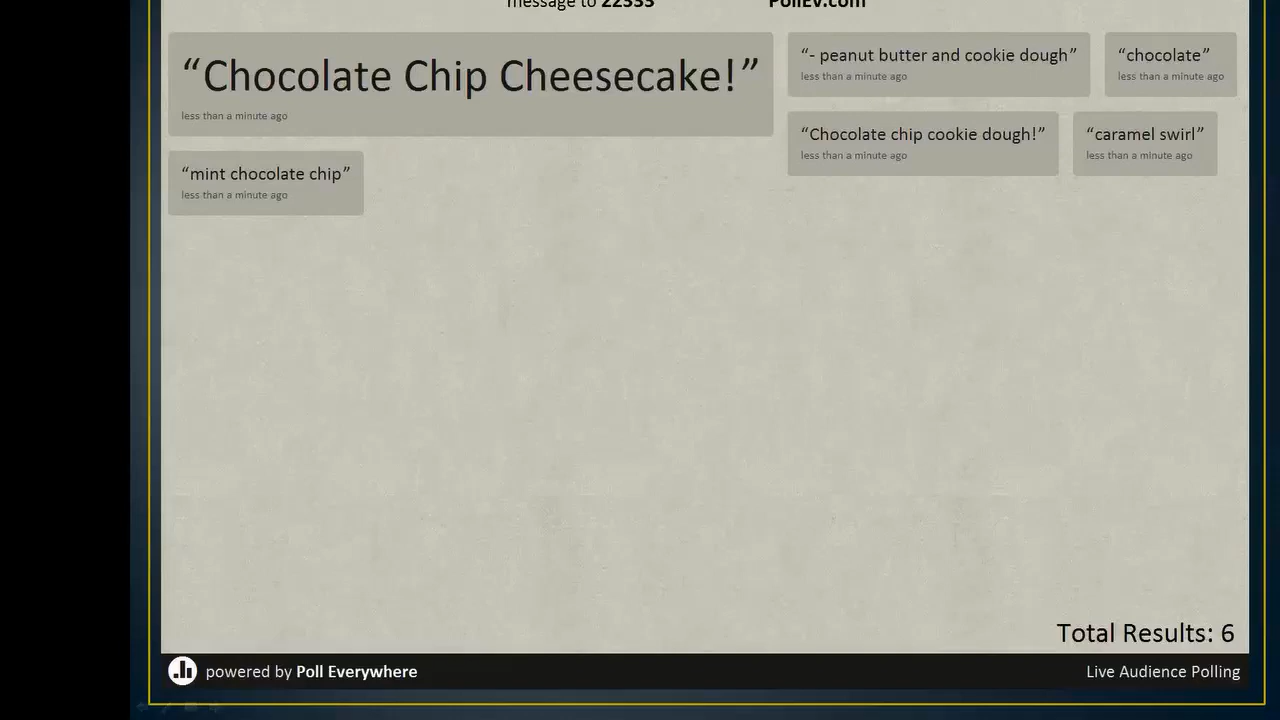 message to 22333 PollEv.com
“Chocolate Chip Cheesecake!”
less than a minute ago
“- peanut butter and cookie dough”
less than a minute ago
“chocolate”
less than a minute ago
“Chocolate chip cookie dough!”
less than a minute ago
“caramel swirl”
less than a minute ago
“mint chocolate chip”
less than a minute ago
Total Results: 6
powered by Poll Everywhere
Live Audience Polling